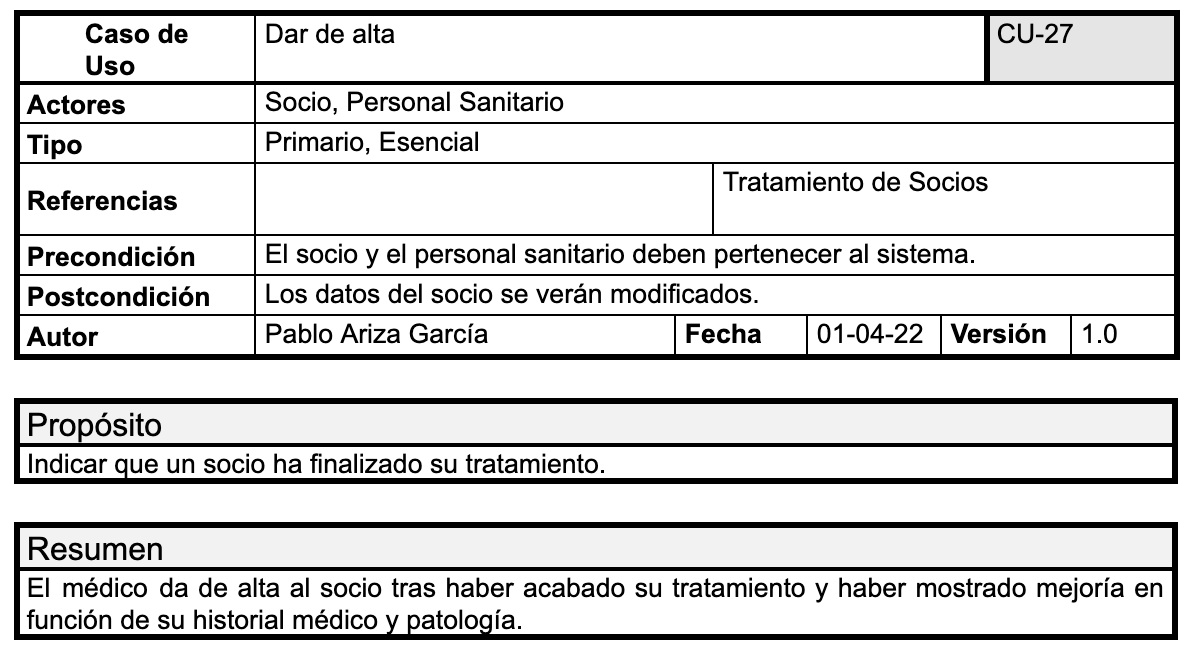 Caso de Uso Dar de alta CU-27
Actores Socio, Personal Sanitario
Tipo Primario, Esencial
Referencias Tratamiento de Socios
Precondición El socio y el personal sanitario deben pertenecer al sistema.
Postcondición Los datos del socio se verán modificados.
Autor Pablo Ariza García Fecha 01-04-22 Versión 1.0
Propósito
Indicar que un socio ha finalizado su tratamiento.
Resumen
El médico da de alta al socio tras haber acabado su tratamiento y haber mostrado mejoría en
función de su historial médico y patología.